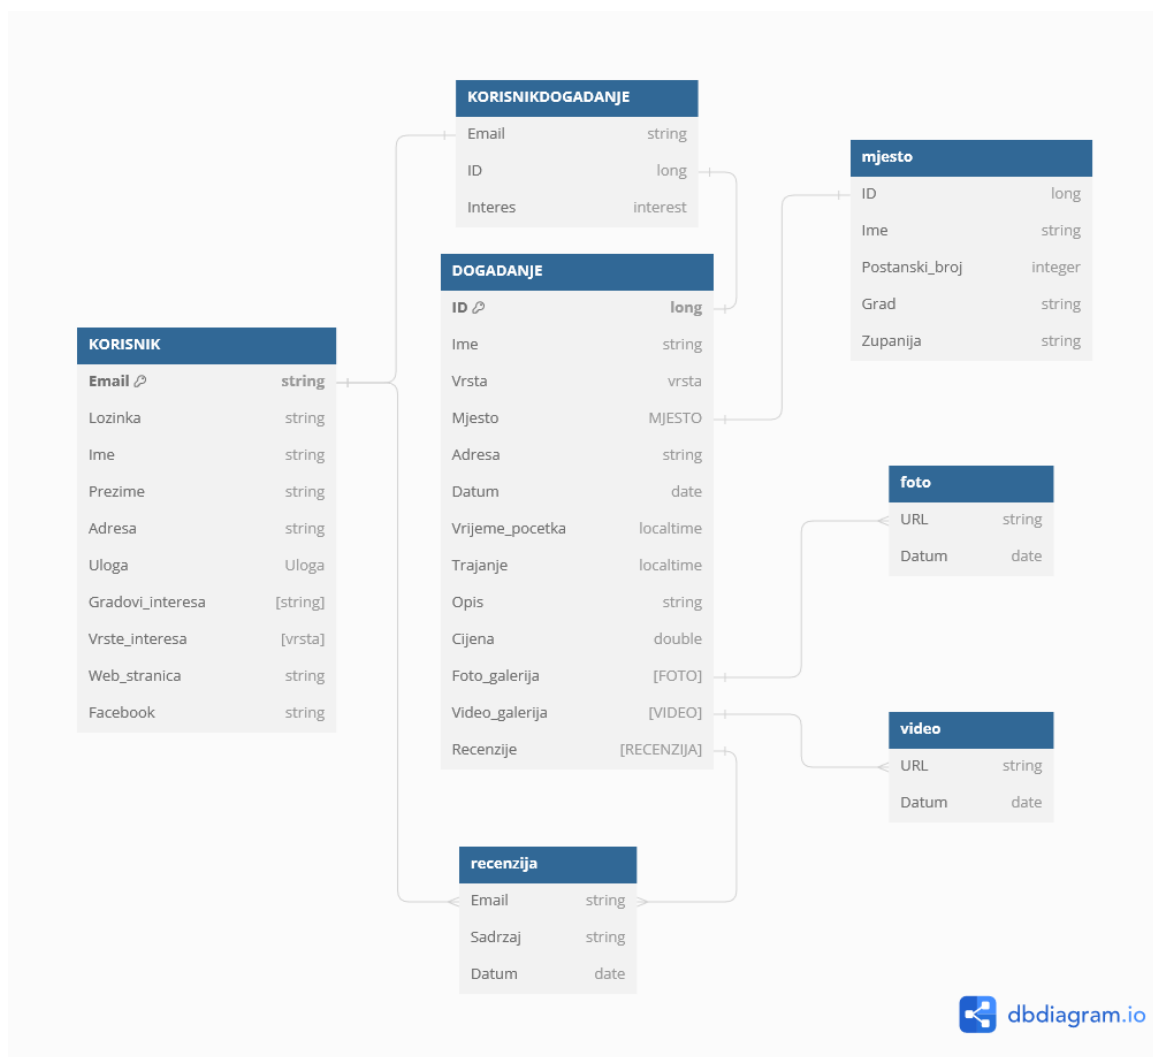 KORISNIKDOGADANJE
Email string
ID long
Interes interest
mjesto
ID long
Ime string
Postanski_broj integer
Grad string
Zupanija string
DOGADANJE
ID long
Ime string
Vrsta vrsta
Mjesto MJESTO
Adresa string
Datum date
Vrijeme_pocetka localtime
Trajanje localtime
Opis string
Cijena double
Foto_galerija [FOTO]
Video_galerija [VIDEO]
Recenzije [RECENZIJA]
KORISNIK
Email string
Lozinka string
Ime string
Prezime string
Adresa string
Uloga Uloga
Gradovi_interesa [string]
Vrste_interesa [vrsta]
Web_stranica string
Facebook string
foto
URL string
Datum date
video
URL string
Datum date
recenzija
Email string
Sadrzaj string
Datum date
dbdiagram.io